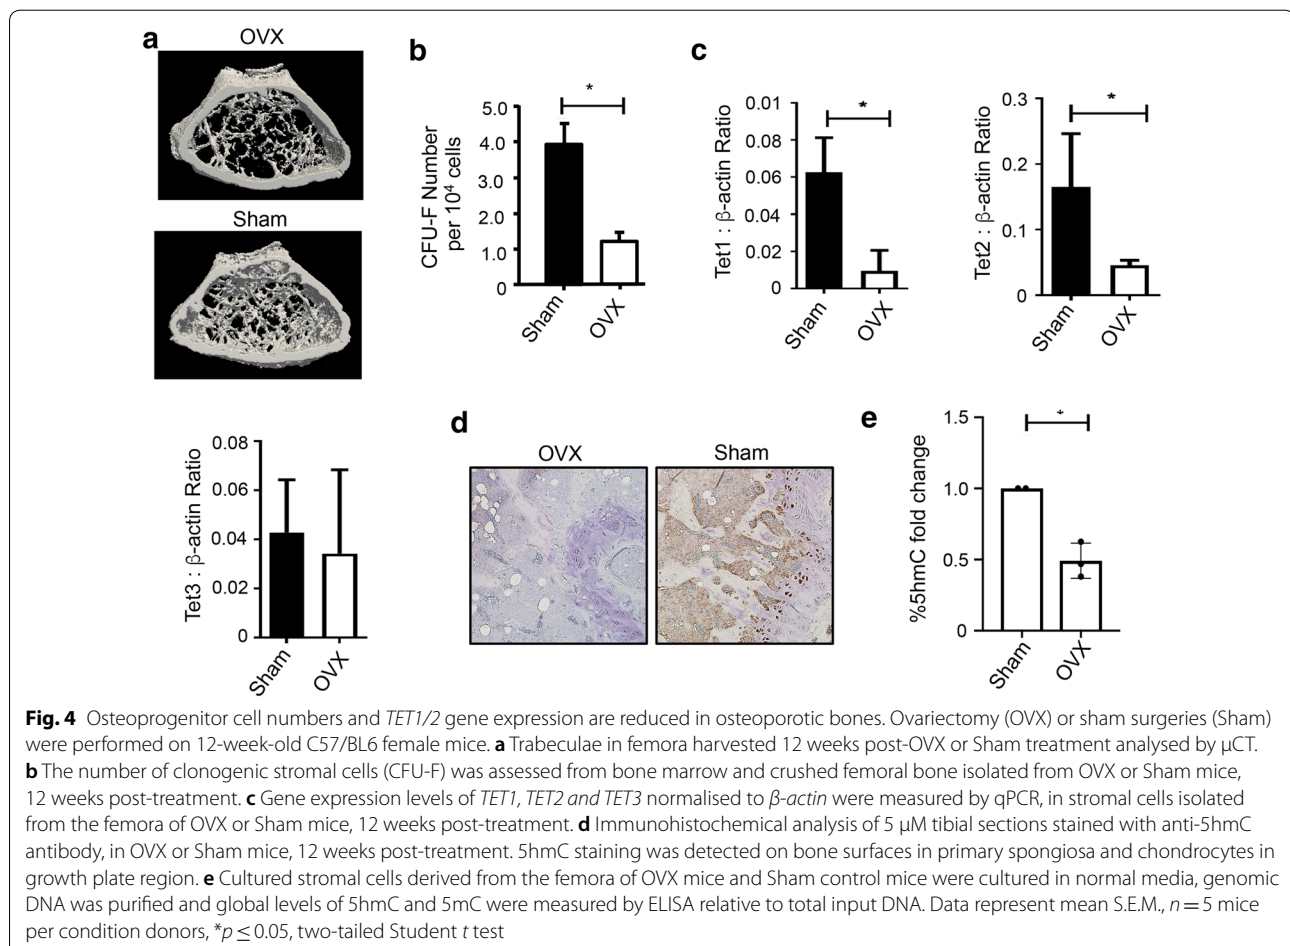 a
OVX
Sham
b
CFU-F Number
per 10⁴ cells
5.0
4.0
3.0
2.0
1.0
0
*
Sham
OVX
c
Tet1 : β-actin Ratio
0.01
0.08
0.06
0.04
0.02
0
*
Sham
OVX
Tet2 : β-actin Ratio
0.3
0.2
0.1
0
*
Sham
OVX
Tet3 : β-actin Ratio
0.08
0.06
0.04
0.02
0
Sham
OVX
d
OVX
Sham
e
%5hmC fold change
1.5
1.0
0.5
0
*
Sham
OVX
Fig. 4 Osteoprogenitor cell numbers and TET1/2 gene expression are reduced in osteoporotic bones. Ovariectomy (OVX) or sham surgeries (Sham)
were performed on 12-week-old C57/BL6 female mice. a Trabeculae in femora harvested 12 weeks post-OVX or Sham treatment analysed by μCT.
b The number of clonogenic stromal cells (CFU-F) was assessed from bone marrow and crushed femoral bone isolated from OVX or Sham mice,
12 weeks post-treatment. c Gene expression levels of TET1, TET2 and TET3 normalised to β-actin were measured by qPCR, in stromal cells isolated
from the femora of OVX or Sham mice, 12 weeks post-treatment. d Immunohistochemical analysis of 5 μM tibial sections stained with anti-5hmC
antibody, in OVX or Sham mice, 12 weeks post-treatment. 5hmC staining was detected on bone surfaces in primary spongiosa and chondrocytes in
growth plate region. e Cultured stromal cells derived from the femora of OVX mice and Sham control mice were cultured in normal media, genomic
DNA was purified and global levels of 5hmC and 5mC were measured by ELISA relative to total input DNA. Data represent mean S.E.M., n = 5 mice
per condition donors, *p ≤ 0.05, two-tailed Student t test